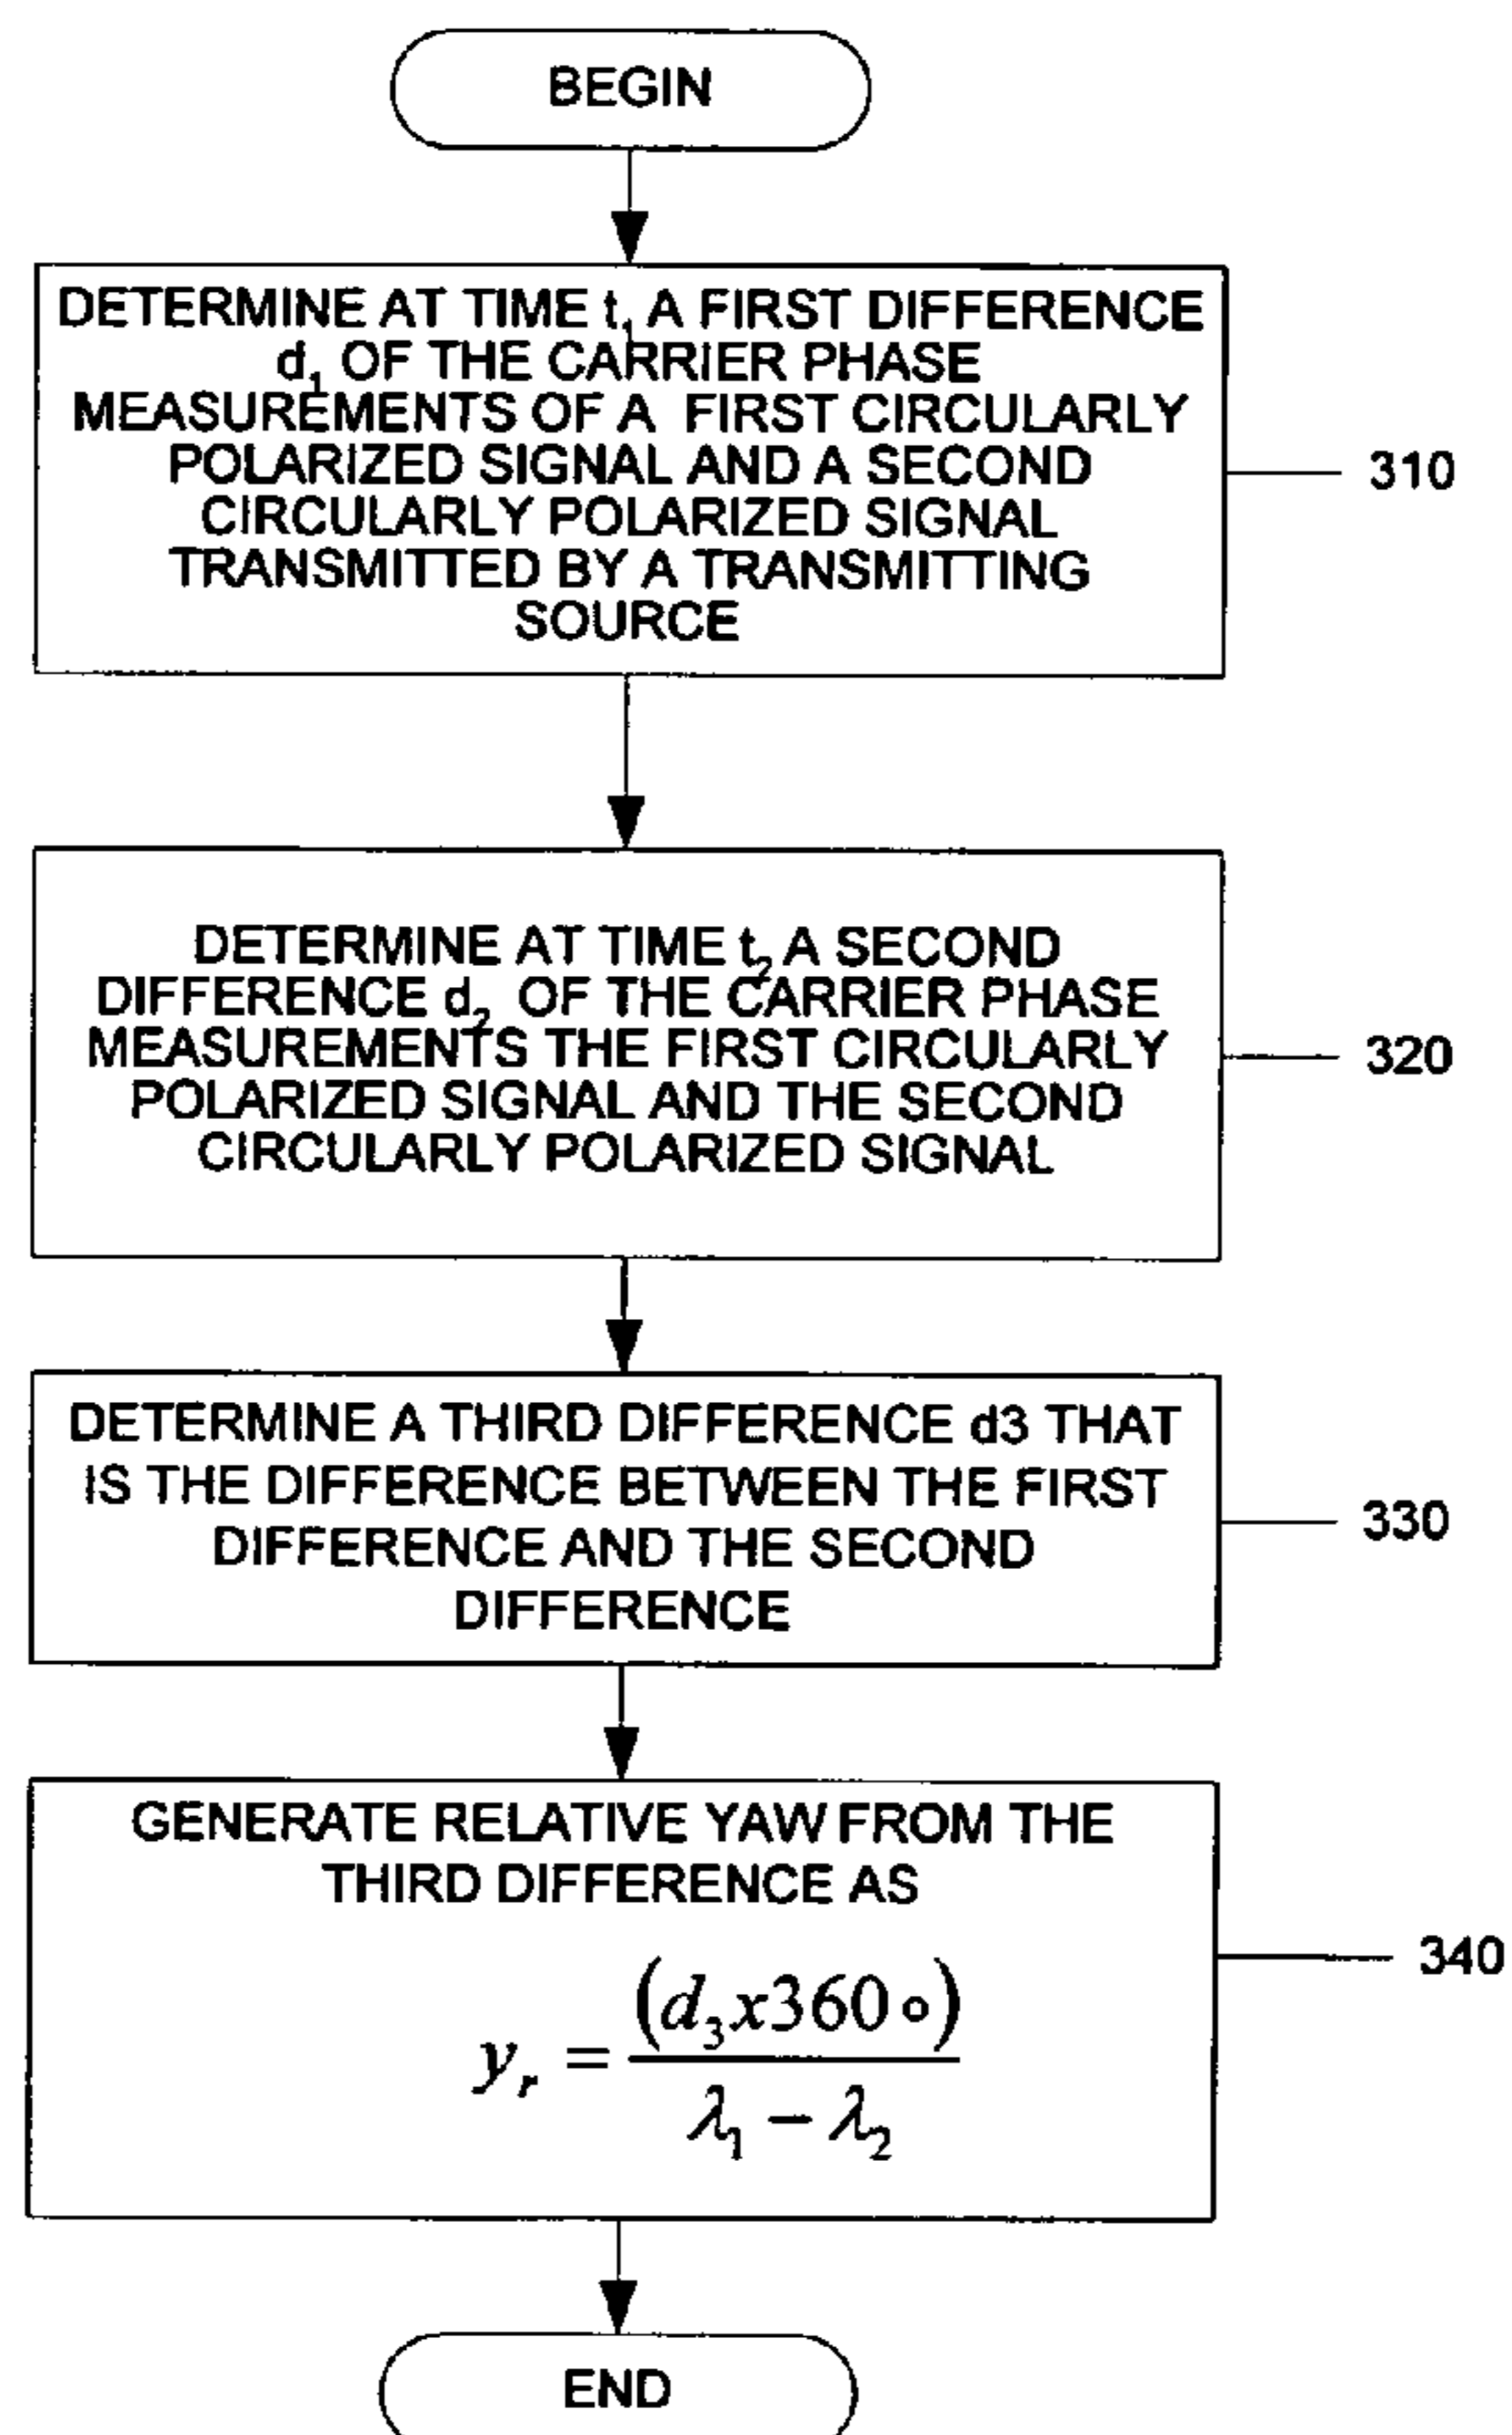 BEGIN
DETERMINE AT TIME t₁ A FIRST DIFFERENCE
d₁ OF THE CARRIER PHASE
MEASUREMENTS OF A FIRST CIRCULARLY
POLARIZED SIGNAL AND A SECOND
CIRCULARLY POLARIZED SIGNAL
TRANSMITTED BY A TRANSMITTING
SOURCE
310
DETERMINE AT TIME t₂ A SECOND
DIFFERENCE d₂ OF THE CARRIER PHASE
MEASUREMENTS THE FIRST CIRCULARLY
POLARIZED SIGNAL AND THE SECOND
CIRCULARLY POLARIZED SIGNAL
320
DETERMINE A THIRD DIFFERENCE d3 THAT
IS THE DIFFERENCE BETWEEN THE FIRST
DIFFERENCE AND THE SECOND
DIFFERENCE
330
GENERATE RELATIVE YAW FROM THE
THIRD DIFFERENCE AS
yᵣ = (d₃x360∘) / λ₁ − λ₂
340
END